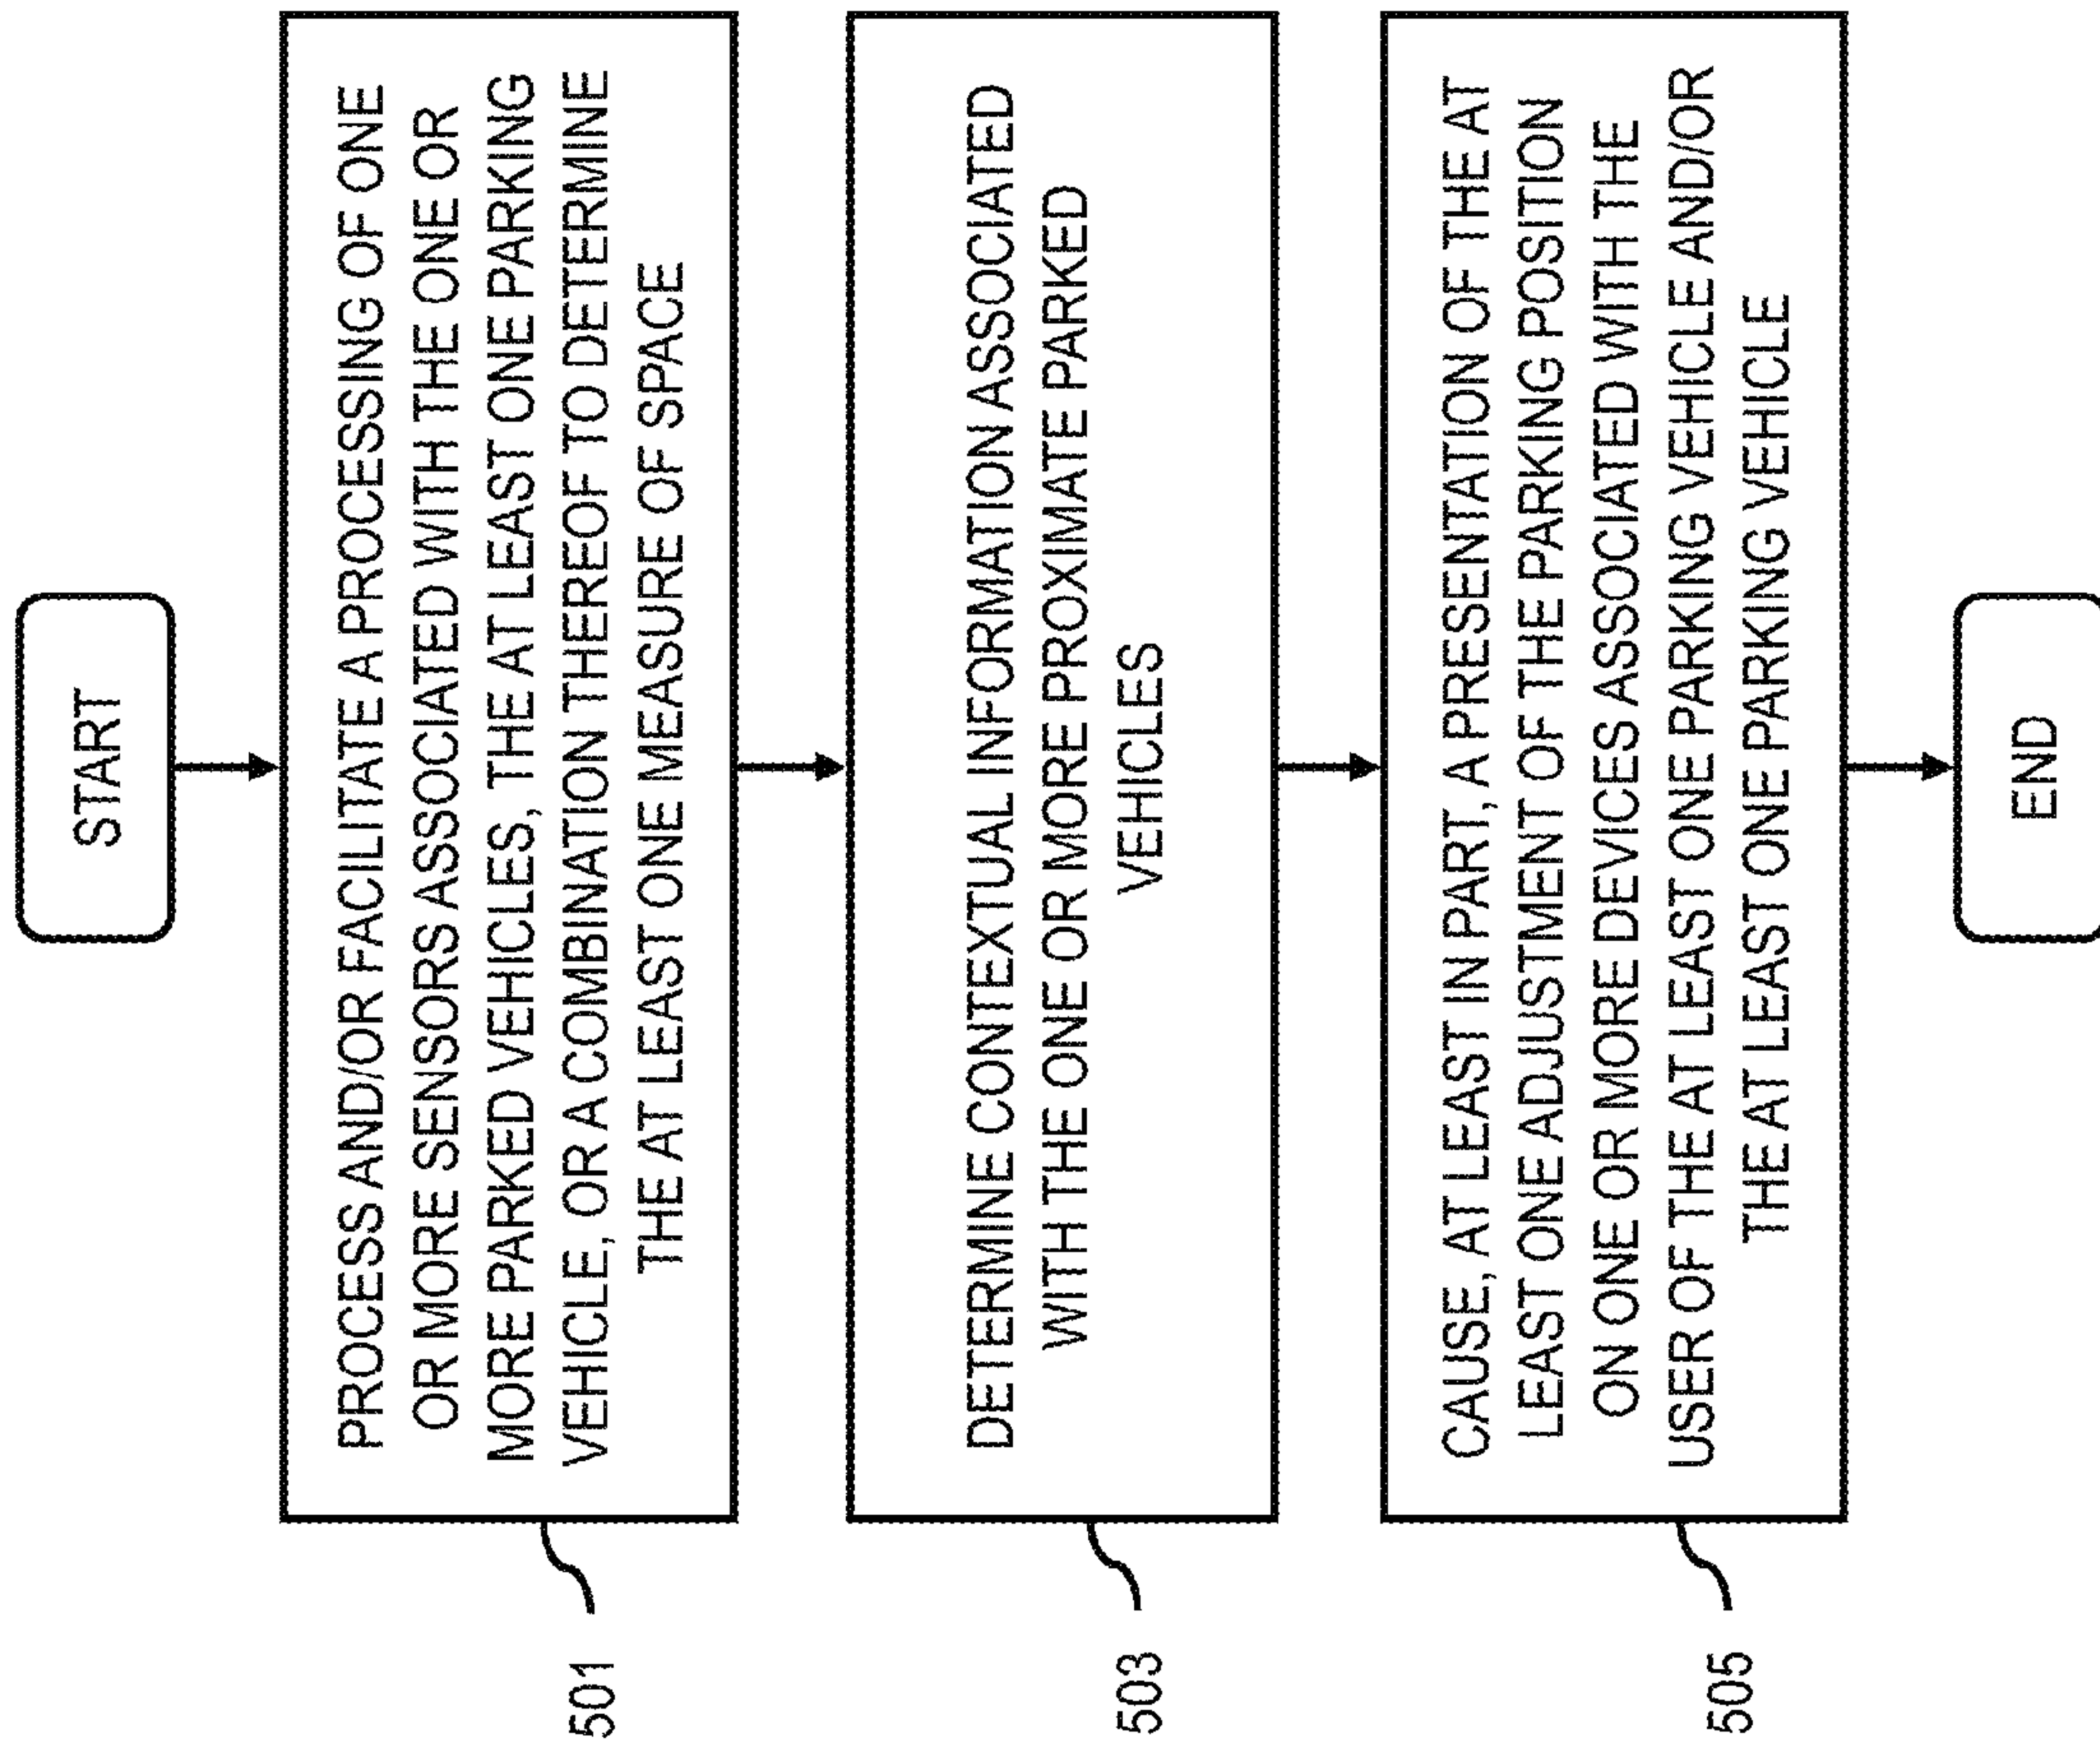 START
PROCESS AND/OR FACILITATE A PROCESSING OF ONE
OR MORE SENSORS ASSOCIATED WITH THE ONE OR
MORE PARKED VEHICLES, THE AT LEAST ONE PARKING
VEHICLE, OR A COMBINATION THEREOF TO DETERMINE
THE AT LEAST ONE MEASURE OF SPACE
501
DETERMINE CONTEXTUAL INFORMATION ASSOCIATED
WITH THE ONE OR MORE PROXIMATE PARKED
VEHICLES
503
CAUSE, AT LEAST IN PART, A PRESENTATION OF THE AT
LEAST ONE ADJUSTMENT OF THE PARKING POSITION
ON ONE OR MORE DEVICES ASSOCIATED WITH THE
USER OF THE AT LEAST ONE PARKING VEHICLE AND/OR
THE AT LEAST ONE PARKING VEHICLE
505
END